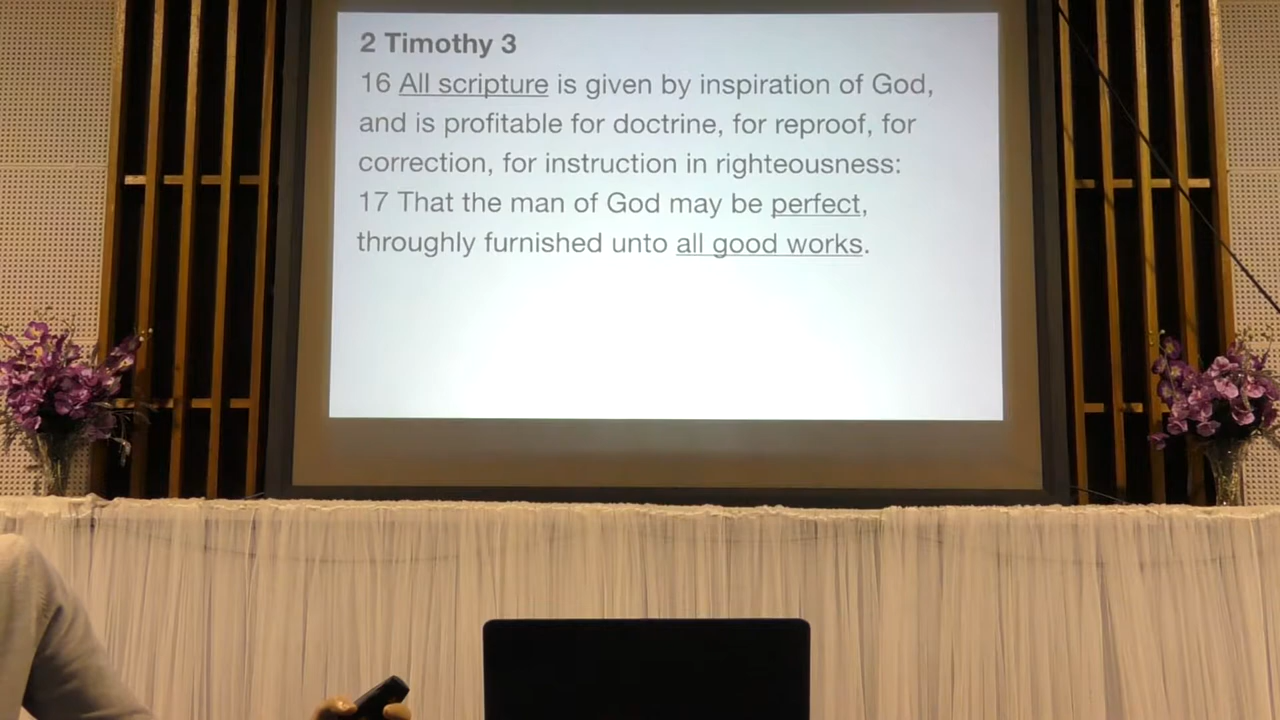 2 Timothy 3
16 All scripture is given by inspiration of God,
and is profitable for doctrine, for reproof, for
correction, for instruction in righteousness:
17 That the man of God may be perfect,
throughly furnished unto all good works.